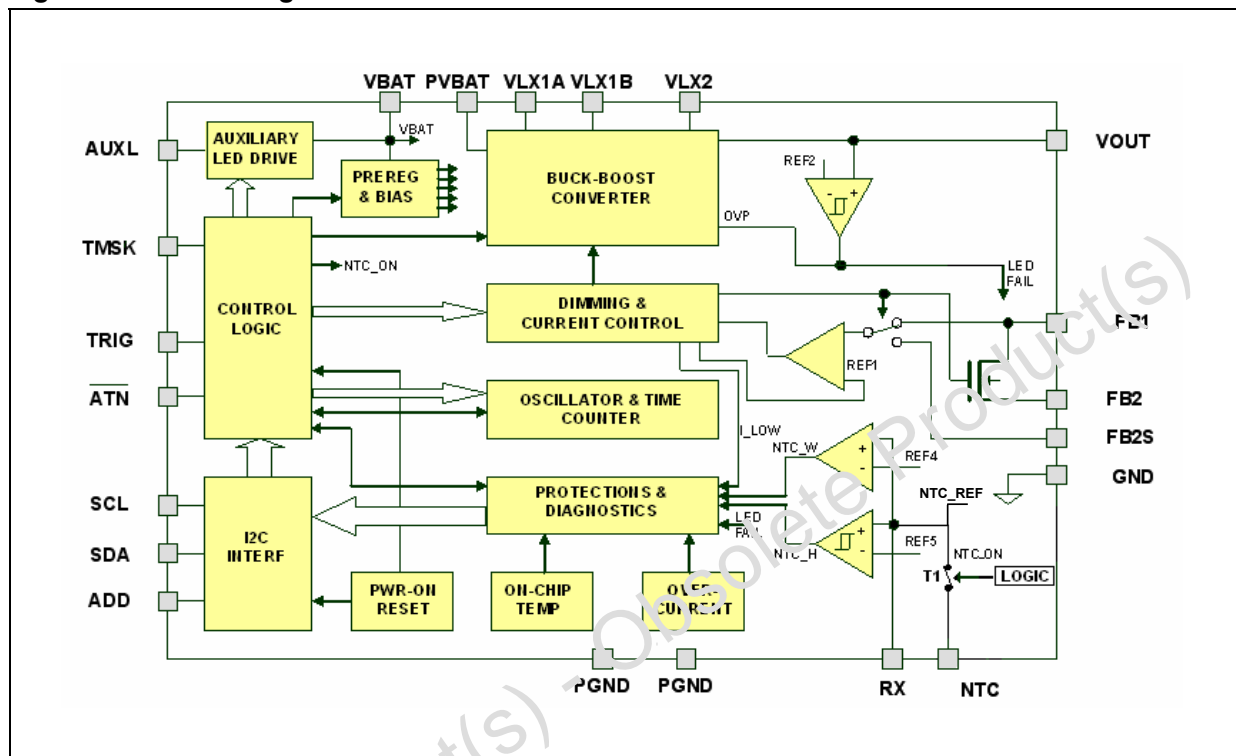 VBAT PVBAT VLX1A VLX1B VLX2
AUXL
AUXILIARY
LED DRIVE
VBAT
PREREG
& BIAS
BUCK-BOOST
CONVERTER
REF2
- +
VOUT
OVP
LED
FAIL
TMSK
NTC_ON
CONTROL
LOGIC
DIMMING &
CURRENT CONTROL
REF1
FB1
TRIG
ATN
OSCILLATOR & TIME
COUNTER
FB2
FB2S
I_LOW
NTC_W
+
-
REF4
GND
SCL
SDA
ADD
I2C
INTERF
PROTECTIONS &
DIAGNOSTICS
LED
FAIL
NTC_H
+
-
REF5
NTC_REF
NTC_ON
T1
LOGIC
PWR-ON
RESET
ON-CHIP
TEMP
OVER-
CURRENT
PGND PGND RX NTC
Obsolete Product(s)
t(s) -